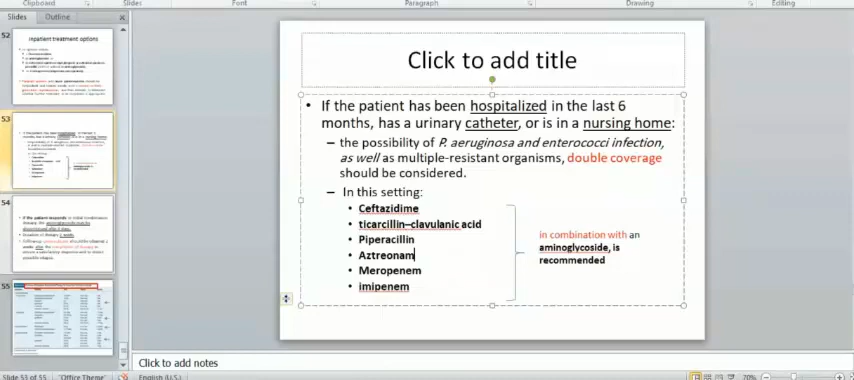 Clipboard
Slides
Font
Paragraph
Drawing
Editing
Slides
Outline
52
Inpatient treatment options
53
54
55
Click to add title
• If the patient has been hospitalized in the last 6
months, has a urinary catheter, or is in a nursing home:
– the possibility of P. aeruginosa and enterococci infection,
as well as multiple-resistant organisms, double coverage
should be considered.
– In this setting:
• Ceftazidime
• ticarcillin–clavulanic acid
• Piperacillin
• Aztreonam
• Meropenem
• imipenem
in combination with an
aminoglycoside, is
recommended
Click to add notes
Slide 53 of 55
"Office Theme"
English (U.S.)
70%